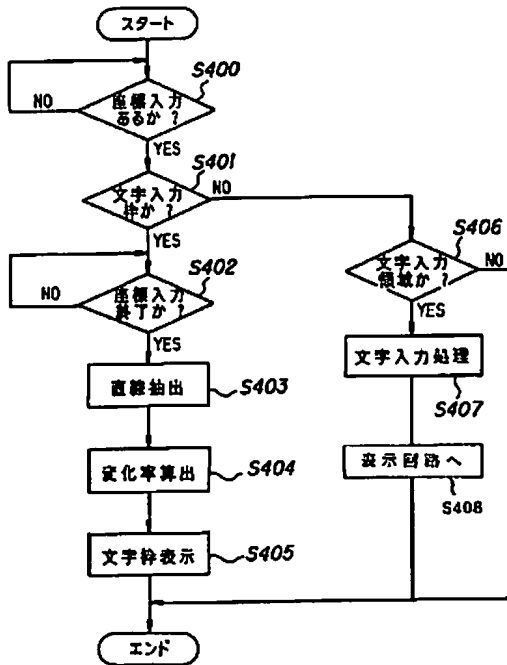 スタート
S400
座標入力
あるか？
NO
YES
S401
文字入力
枠か？
NO
YES
S402
座標入力
終了か？
NO
YES
直線抽出
S403
変化率算出
S404
文字枠表示
S405
エンド
S406
文字入力
領域か？
NO
YES
文字入力処理
S407
表示回路へ
S408